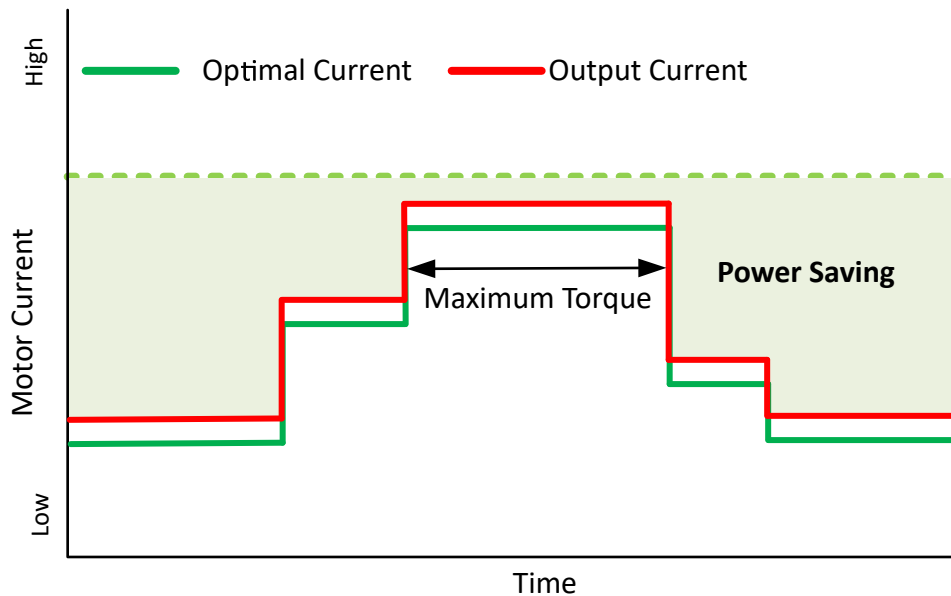 High
Optimal Current
Output Current
Motor Current
Power Saving
Maximum Torque
Low
Time